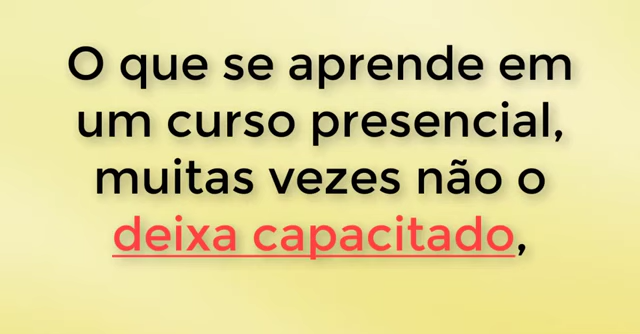 O que se aprende em
um curso presencial,
muitas vezes não o
deixa capacitado,